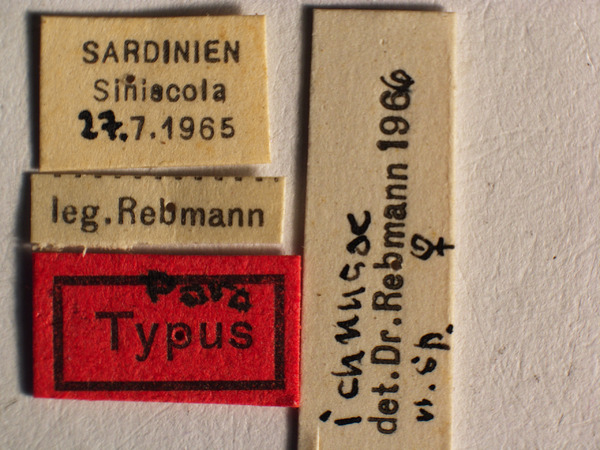 SARDINIEN
Siniscola
27.7.1965
leg. Rebmann
Para
Typus
ichnusae
det. Dr. Rebmann 1966
n. sp. ♀